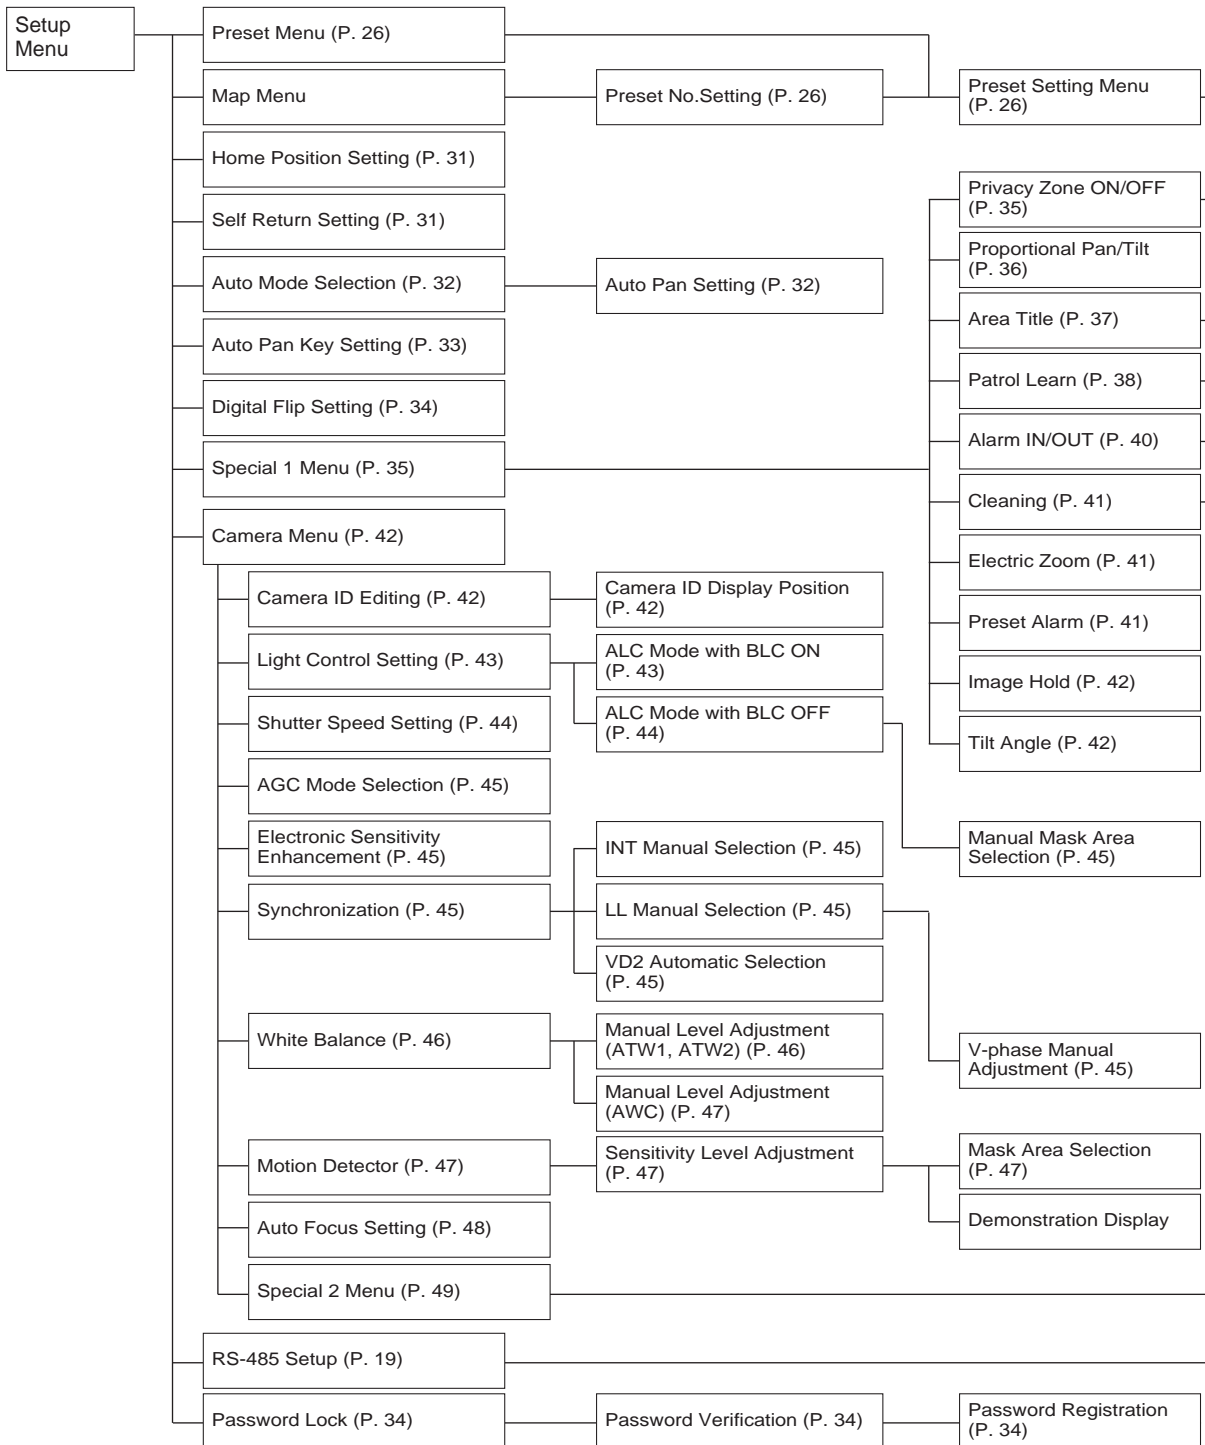 Setup
Menu
Preset Menu (P. 26)
Map Menu
Preset No.Setting (P. 26)
Preset Setting Menu
(P. 26)
Home Position Setting (P. 31)
Self Return Setting (P. 31)
Auto Mode Selection (P. 32)
Auto Pan Setting (P. 32)
Auto Pan Key Setting (P. 33)
Digital Flip Setting (P. 34)
Special 1 Menu (P. 35)
Privacy Zone ON/OFF
(P. 35)
Proportional Pan/Tilt
(P. 36)
Area Title (P. 37)
Patrol Learn (P. 38)
Alarm IN/OUT (P. 40)
Cleaning (P. 41)
Electric Zoom (P. 41)
Preset Alarm (P. 41)
Image Hold (P. 42)
Tilt Angle (P. 42)
Camera Menu (P. 42)
Camera ID Editing (P. 42)
Camera ID Display Position
(P. 42)
Light Control Setting (P. 43)
ALC Mode with BLC ON
(P. 43)
ALC Mode with BLC OFF
(P. 44)
Manual Mask Area
Selection (P. 45)
Shutter Speed Setting (P. 44)
AGC Mode Selection (P. 45)
Electronic Sensitivity
Enhancement (P. 45)
Synchronization (P. 45)
INT Manual Selection (P. 45)
LL Manual Selection (P. 45)
VD2 Automatic Selection
(P. 45)
V-phase Manual
Adjustment (P. 45)
White Balance (P. 46)
Manual Level Adjustment
(ATW1, ATW2) (P. 46)
Manual Level Adjustment
(AWC) (P. 47)
Motion Detector (P. 47)
Sensitivity Level Adjustment
(P. 47)
Mask Area Selection
(P. 47)
Demonstration Display
Auto Focus Setting (P. 48)
Special 2 Menu (P. 49)
RS-485 Setup (P. 19)
Password Lock (P. 34)
Password Verification (P. 34)
Password Registration
(P. 34)